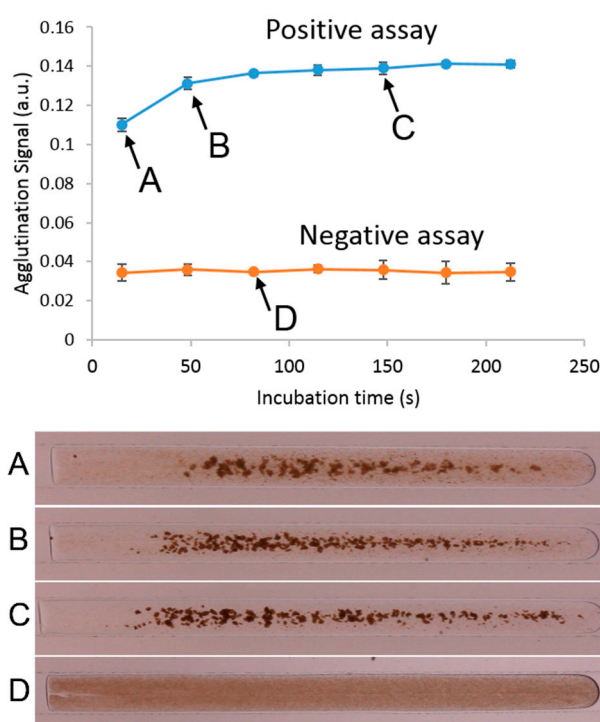 Positive assay
Negative assay
Agglutination Signal (a.u.)
0.16
0.14
0.12
0.1
0.08
0.06
0.04
0.02
0
A
B
C
D
0
50
100
150
200
250
Incubation time (s)
A
B
C
D